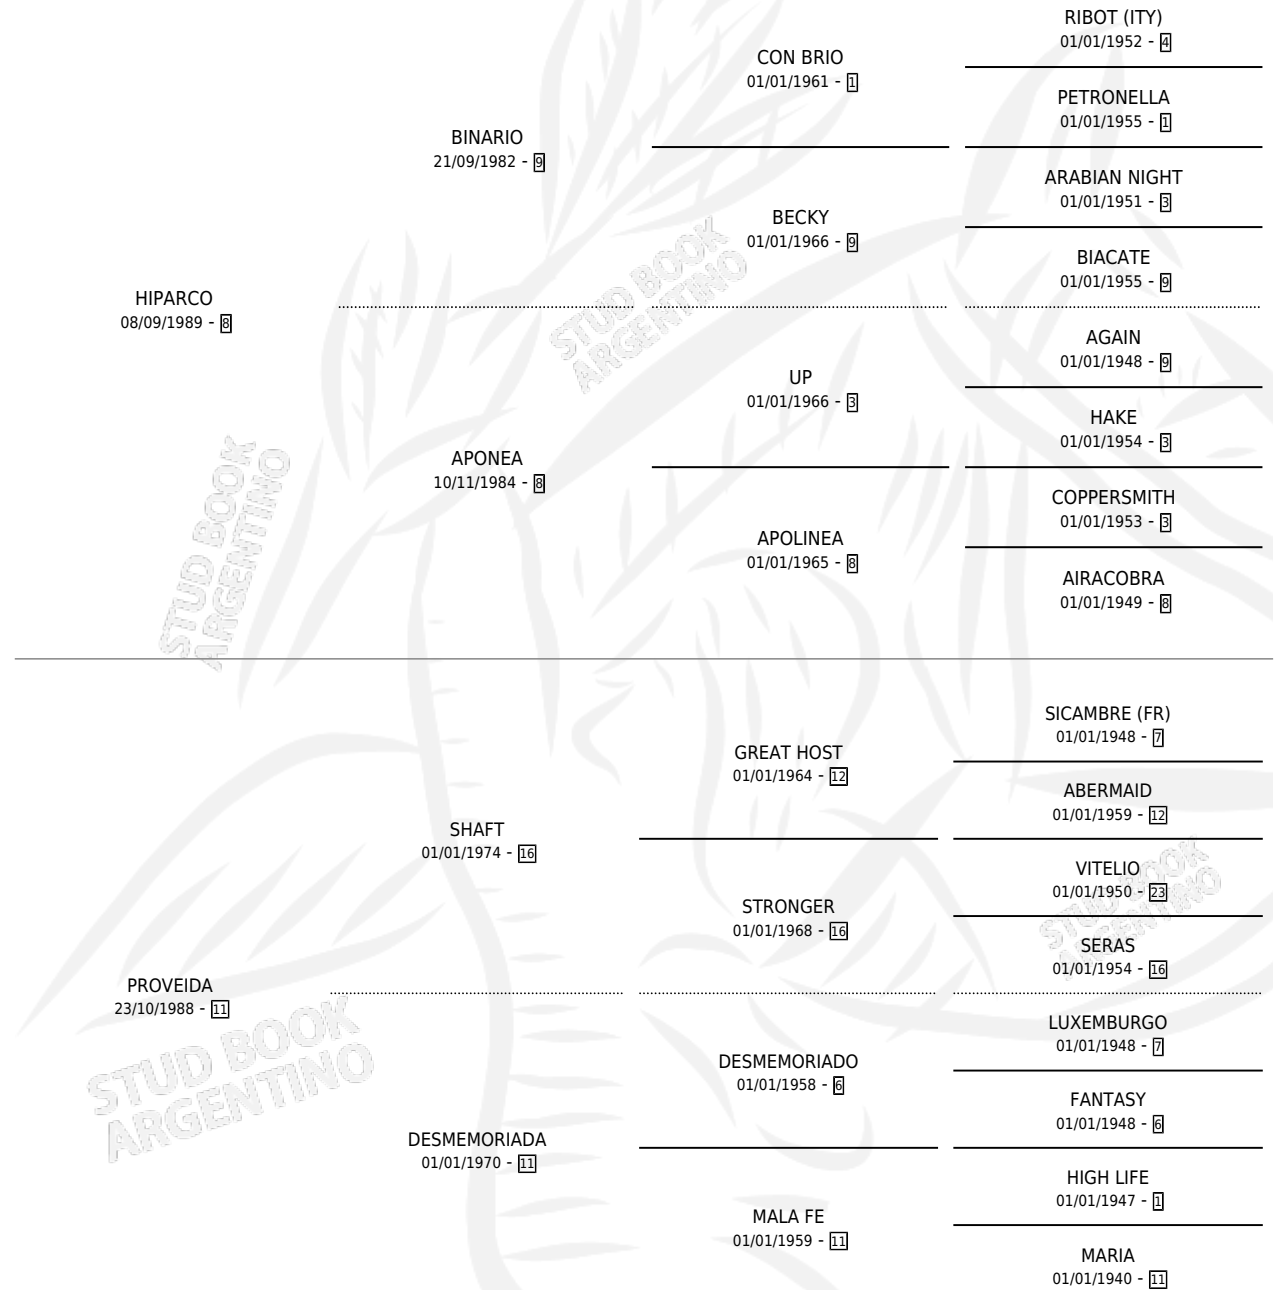 RIBOT (ITY)
01/01/1952 - 4
CON BRIO
01/01/1961 - 1
PETRONELLA
01/01/1955 - 1
BINARIO
21/09/1982 - 9
ARABIAN NIGHT
01/01/1951 - 3
BECKY
01/01/1966 - 9
BIACATE
01/01/1955 - 9
HIPARCO
08/09/1989 - 8
AGAIN
01/01/1948 - 9
UP
01/01/1966 - 3
HAKE
01/01/1954 - 3
APONEA
10/11/1984 - 8
COPPERSMITH
01/01/1953 - 3
APOLINEA
01/01/1965 - 8
AIRACOBRA
01/01/1949 - 8
SICAMBRE (FR)
01/01/1948 - 7
GREAT HOST
01/01/1964 - 12
ABERMAID
01/01/1959 - 12
SHAFT
01/01/1974 - 16
VITELIO
01/01/1950 - 23
STRONGER
01/01/1968 - 16
SERAS
01/01/1954 - 16
PROVEIDA
23/10/1988 - 11
LUXEMBURGO
01/01/1948 - 7
DESMEMORIADO
01/01/1958 - 6
FANTASY
01/01/1948 - 6
DESMEMORIADA
01/01/1970 - 11
HIGH LIFE
01/01/1947 - 1
MALA FE
01/01/1959 - 11
MARIA
01/01/1940 - 11
STUD BOOK
ARGENTINO
STUD BOOK
ARGENTINO
STUD BOOK
ARGENTINO
STUD BOOK
ARGENTINO